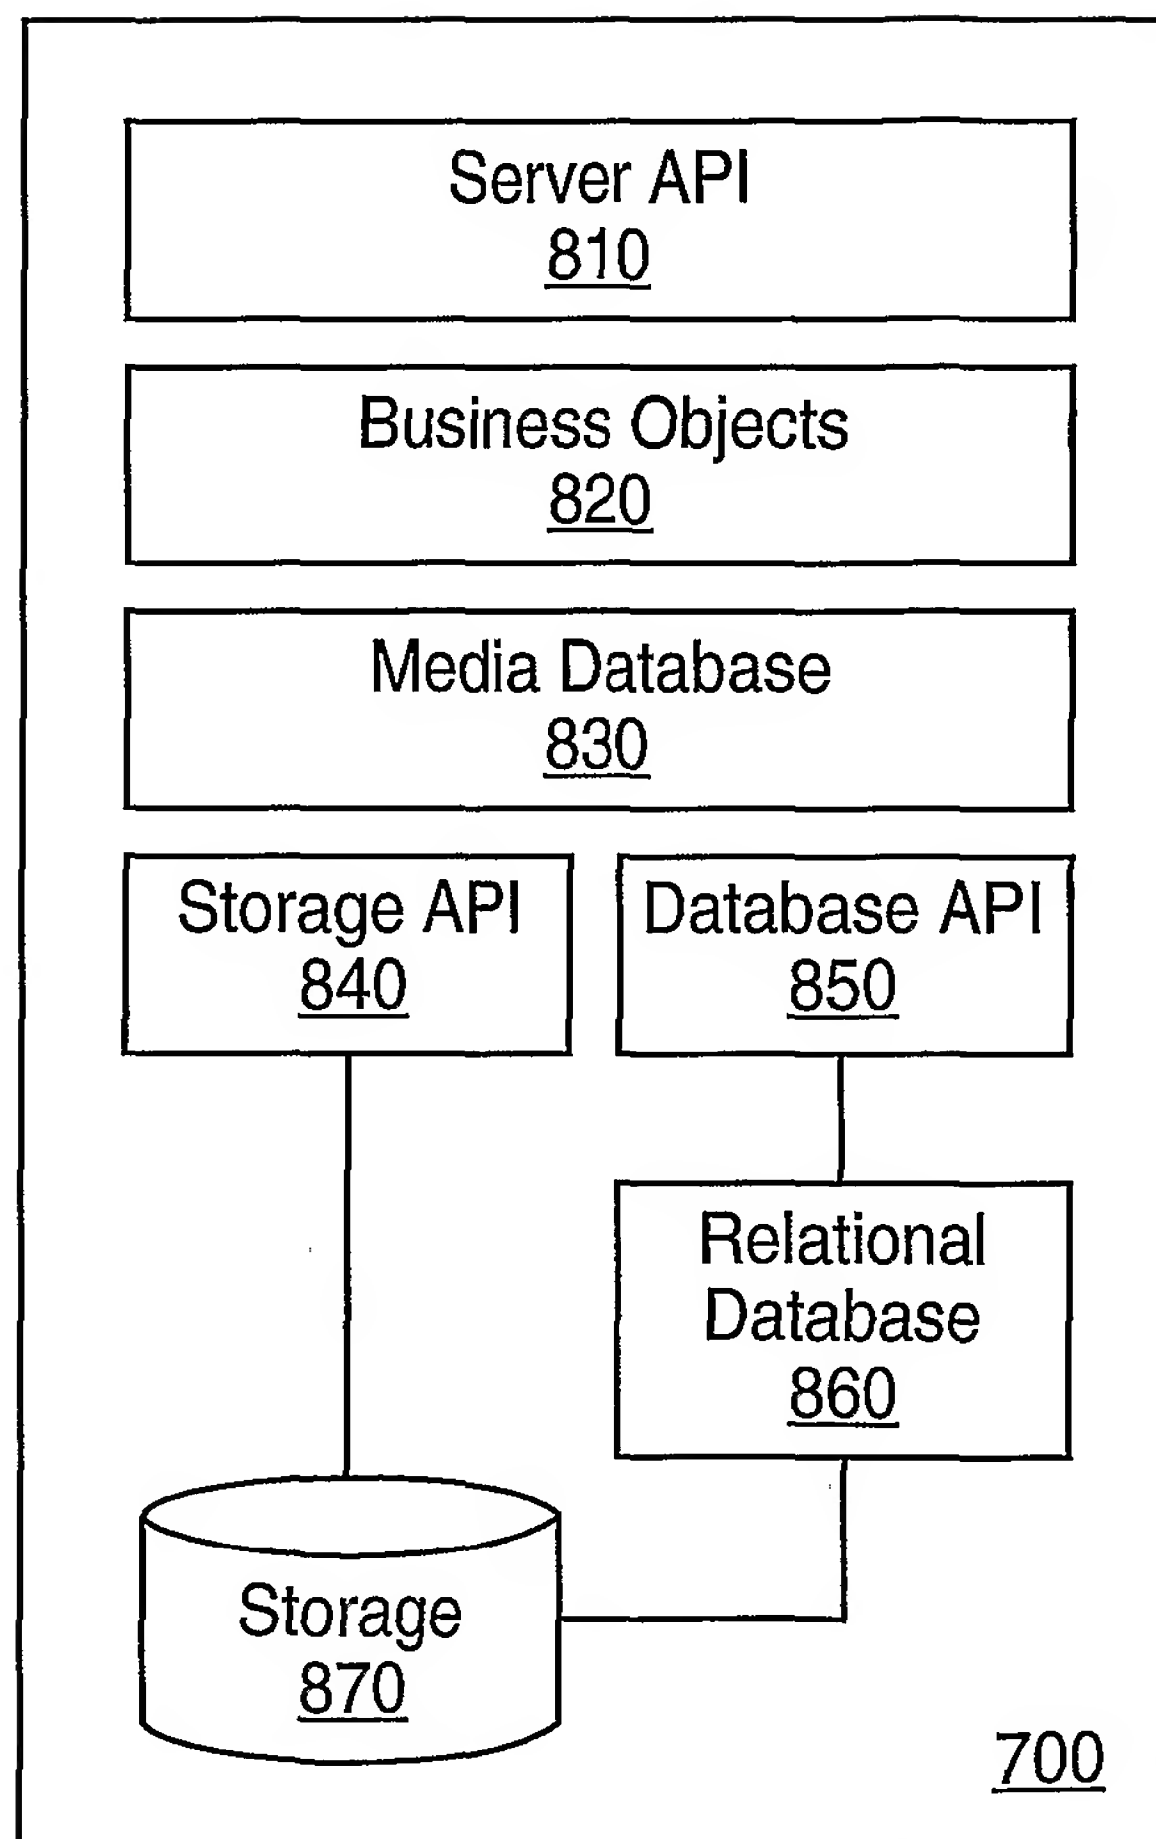 Server API
810
Business Objects
820
Media Database
830
Storage API
840
Database API
850
Relational
Database
860
Storage
870
700